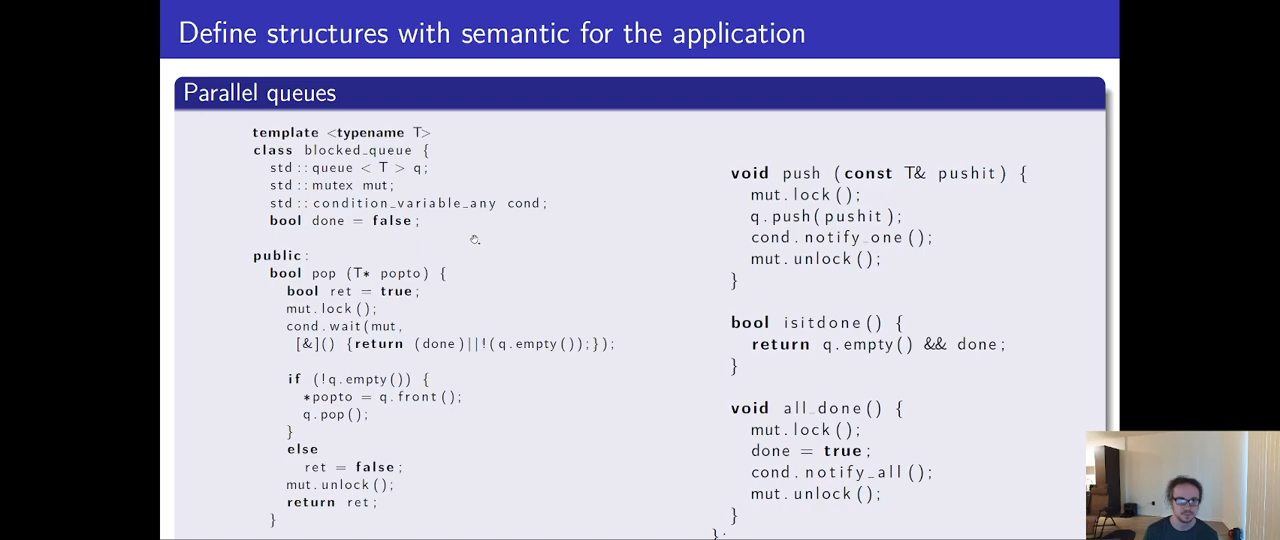 Define structures with semantic for the application
Parallel queues
template <typename T>
class blocked_queue {
std::queue < T > q;
std::mutex mut;
std::condition_variable_any cond;
bool done = false;
public:
bool pop (T* popto) {
bool ret = true;
mut.lock();
cond.wait(mut,
[&]() {return (done)||!(q.empty());});
if (!q.empty()) {
*popto = q.front();
q.pop();
}
else
ret = false;
mut.unlock();
return ret;
}
void push (const T& pushit) {
mut.lock();
q.push(pushit);
cond.notify_one();
mut.unlock();
}
bool isitdone() {
return q.empty() && done;
}
void all_done() {
mut.lock();
done = true;
cond.notify_all();
mut.unlock();
}
};